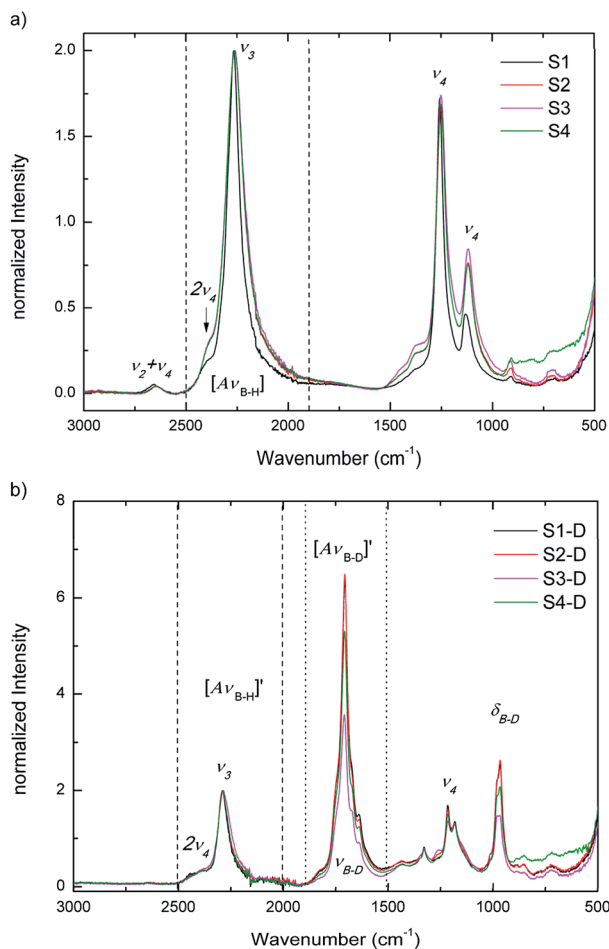 a)
2.0
1.5
1.0
0.5
0.0
normalized Intensity
ν3
2ν4
ν2+ν4
[AνB-H]
ν4
ν4
S1
S2
S3
S4
3000 2500 2000 1500 1000 500
Wavenumber (cm-1)
b)
8
6
4
2
0
normalized Intensity
[AνB-D]'
[AνB-H]'
ν3
2ν4
νB-D
ν4
δB-D
S1-D
S2-D
S3-D
S4-D
3000 2500 2000 1500 1000 500
Wavenumber (cm-1)